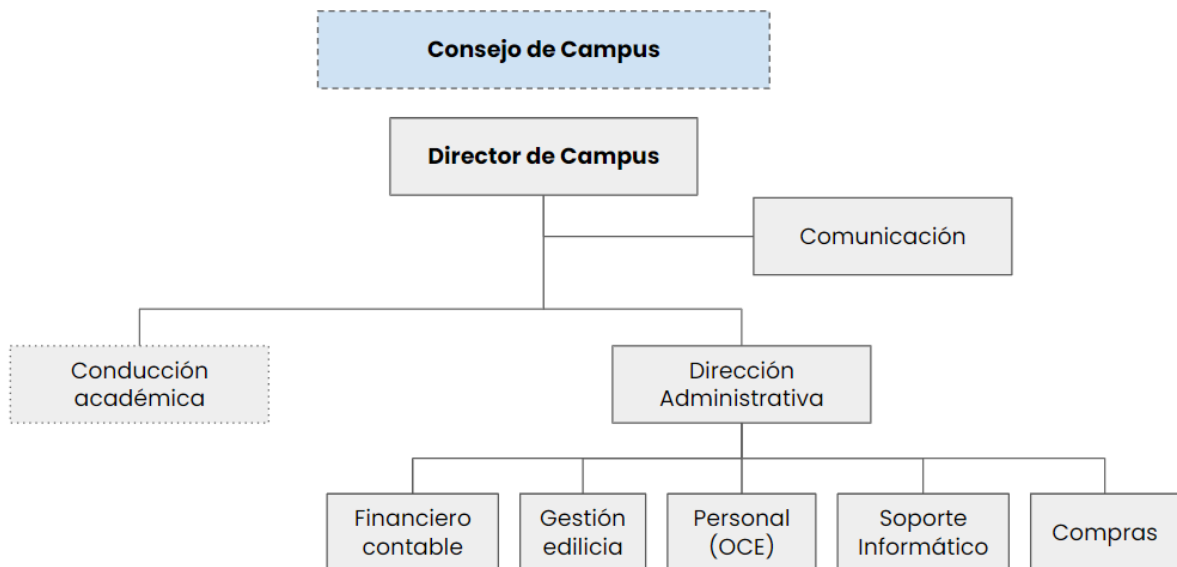 Consejo de Campus
Director de Campus
Comunicación
Conducción
académica
Dirección
Administrativa
Financiero
contable
Gestión
edilicia
Personal
(OCE)
Soporte
Informático
Compras